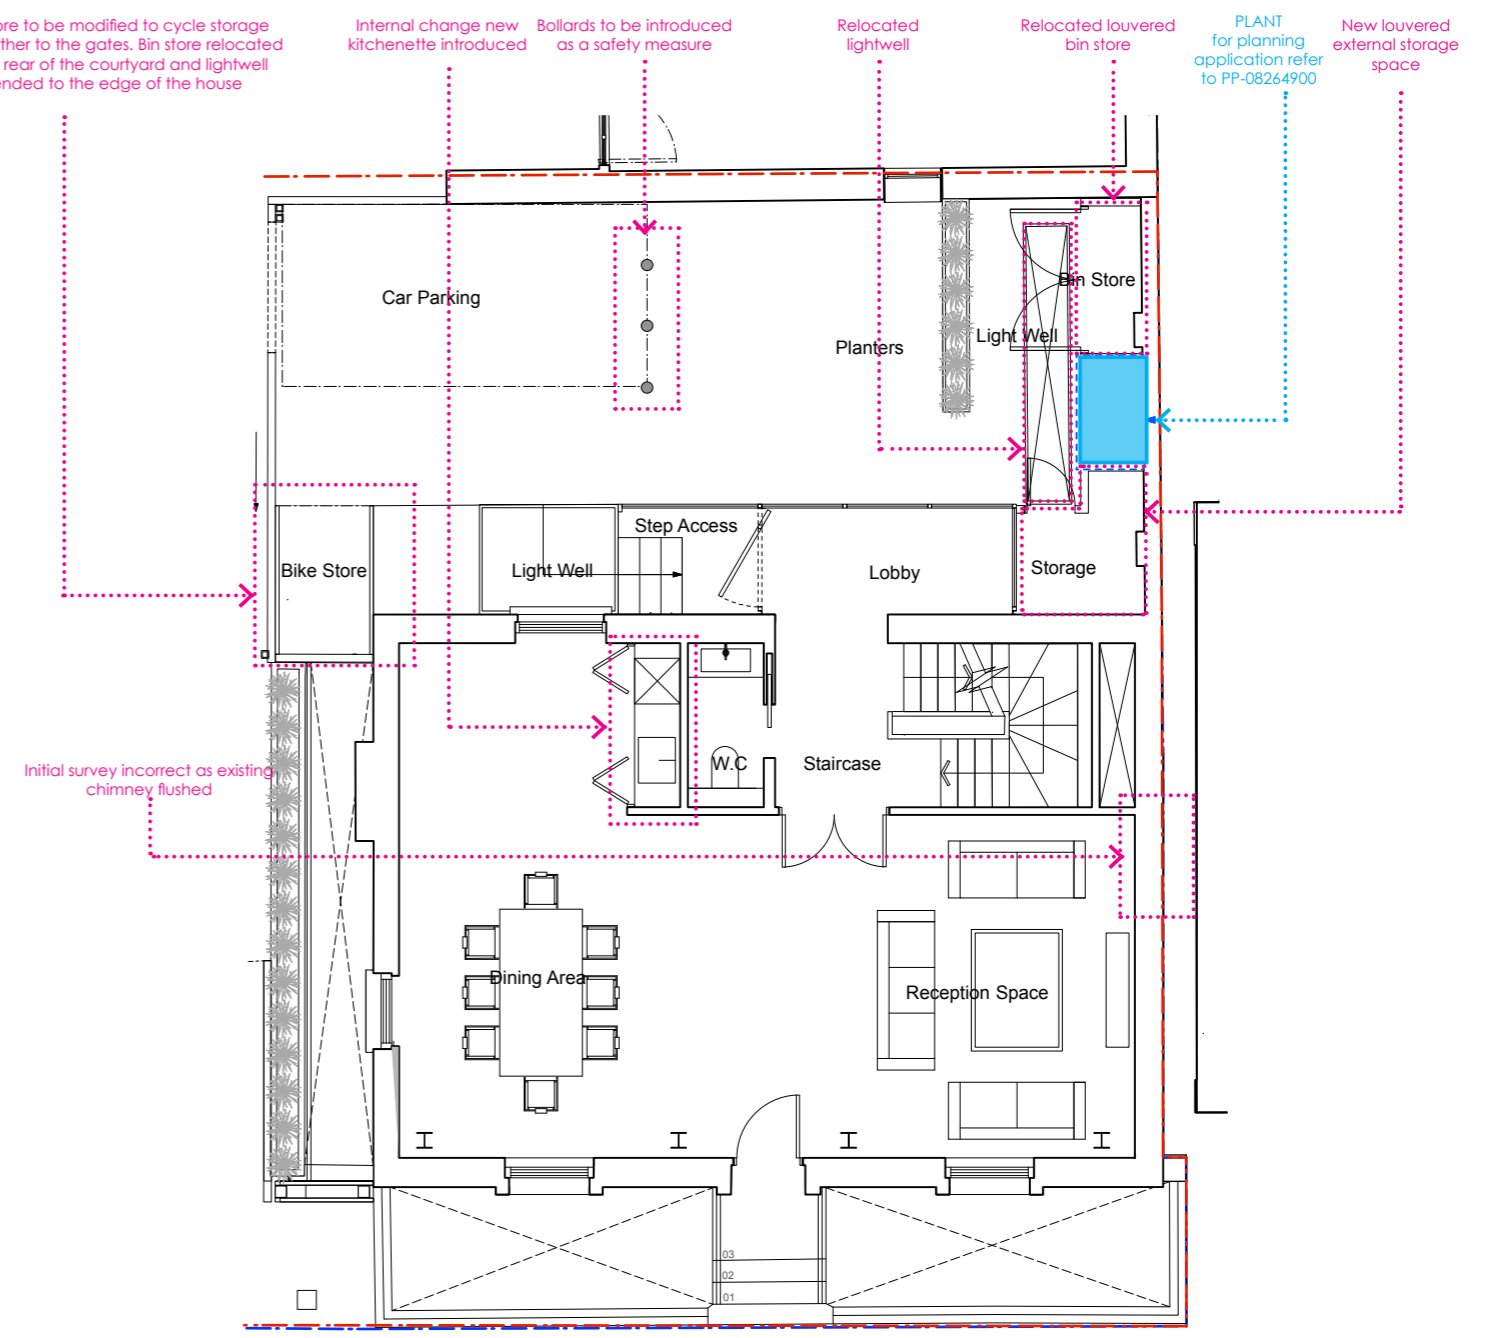 to be modified to cycle storage
to the gates. Bin store relocated
rear of the courtyard and lightwell
to the edge of the house
Internal change new
kitchenette introduced
Bollards to be introduced
as a safety measure
Relocated
lightwell
Relocated louvered
bin store
PLANT
for planning
application refer
to PP-08264900
New louvered
external storage
space
Car Parking
Planters
Bin Store
Light Well
Step Access
Bike Store
Light Well
Lobby
Storage
W.C
Staircase
Initial survey incorrect as existing
chimney flushed
Dining Area
Reception Space
03
02
01